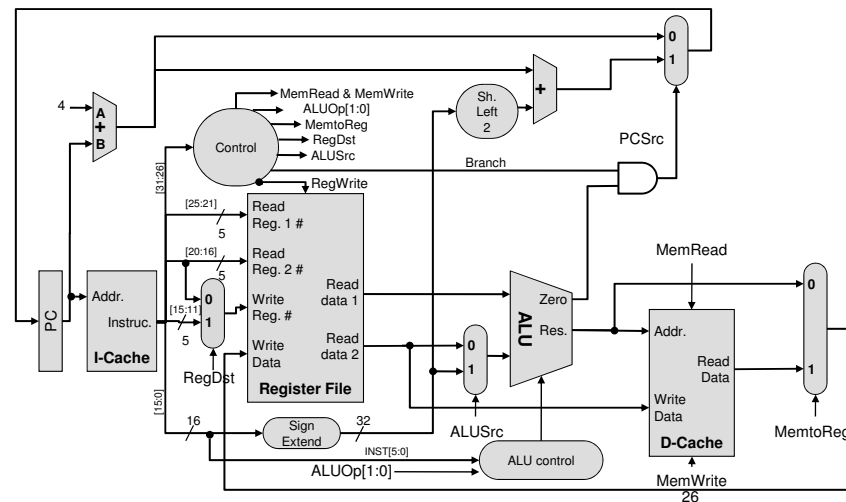 0
1
MemRead & MemWrite
ALUOp[1:0]
MemtoReg
RegDst
ALUSrc
4
A
+
B
+
Sh.
Left
2
Control
PCSrc
Branch
[31:26]
RegWrite
[25:21]
5
Read
Reg. 1 #
[20:16]
5
Read
Reg. 2 #
Write
Reg. #
Write
Data
Read
data 1
Read
data 2
Register File
PC
Addr.
Instruc.
I-Cache
[15:11]
5
0
1
RegDst
[15:0]
16
Sign
Extend
32
INST[5:0]
ALUOp[1:0]
ALU control
0
1
ALUSrc
ALU
Zero
Res.
MemRead
Addr.
Read
Data
Write
Data
D-Cache
MemWrite
0
1
MemtoReg
26